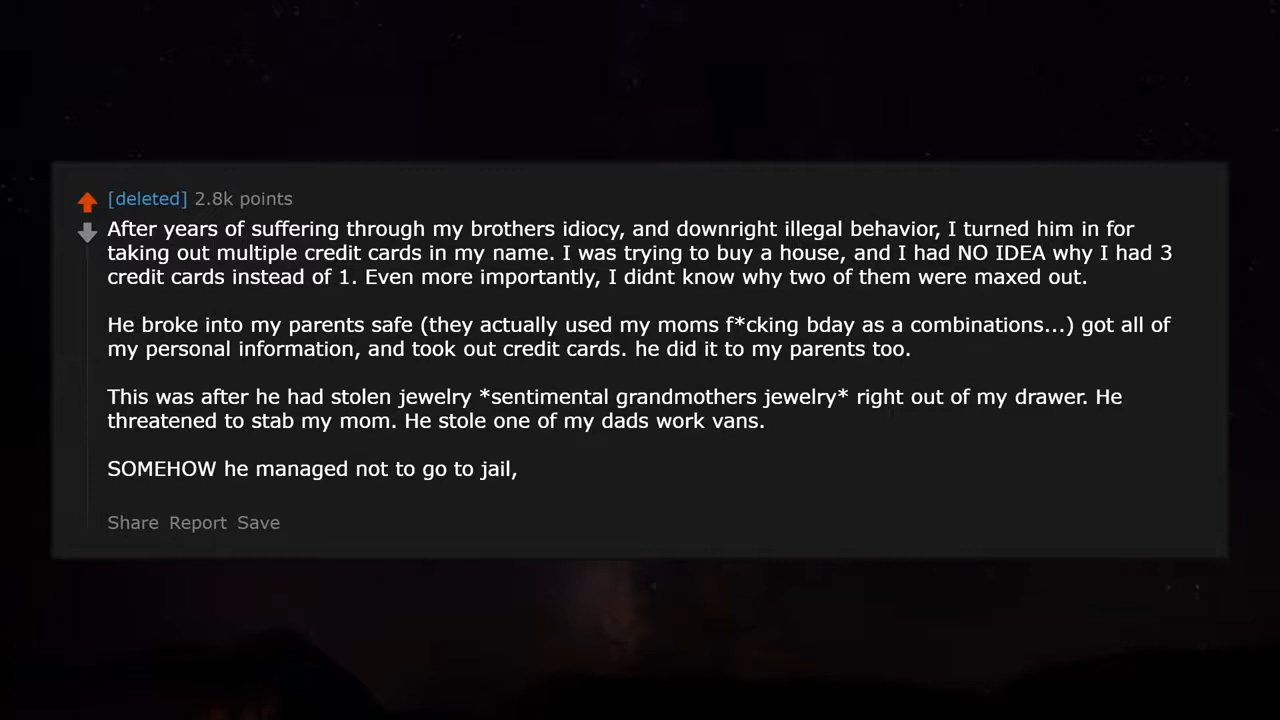 [deleted] 2.8k points
After years of suffering through my brothers idiocy, and downright illegal behavior, I turned him in for
taking out multiple credit cards in my name. I was trying to buy a house, and I had NO IDEA why I had 3
credit cards instead of 1. Even more importantly, I didnt know why two of them were maxed out.
He broke into my parents safe (they actually used my moms f*cking bday as a combinations...) got all of
my personal information, and took out credit cards. he did it to my parents too.
This was after he had stolen jewelry *sentimental grandmothers jewelry* right out of my drawer. He
threatened to stab my mom. He stole one of my dads work vans.
SOMEHOW he managed not to go to jail,
Share Report Save